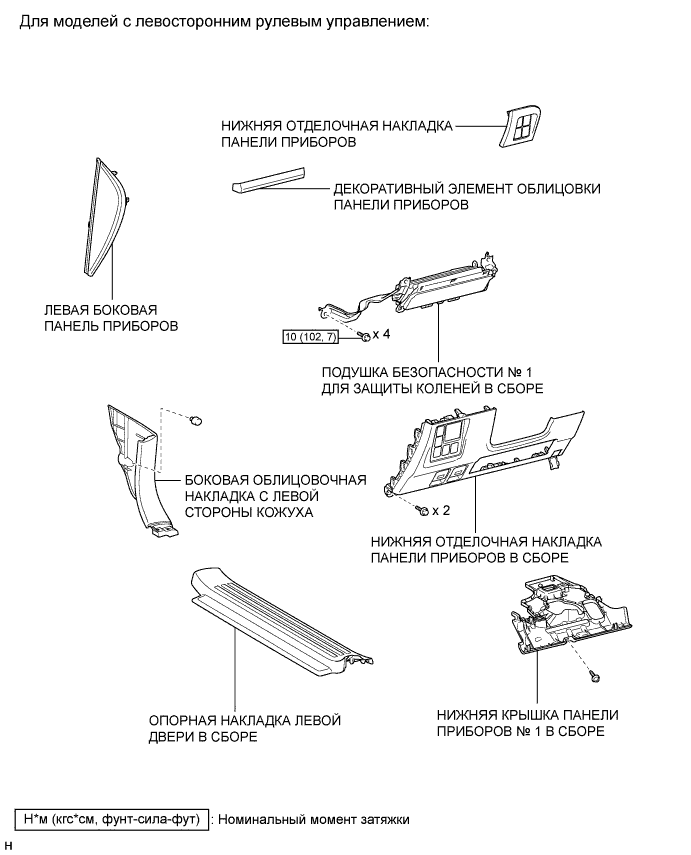 Для моделей с левосторонним рулевым управлением:
НИЖНЯЯ ОТДЕЛОЧНАЯ НАКЛАДКА
ПАНЕЛИ ПРИБОРОВ
ДЕКОРАТИВНЫЙ ЭЛЕМЕНТ ОБЛИЦОВКИ
ПАНЕЛИ ПРИБОРОВ
ЛЕВАЯ БОКОВАЯ
ПАНЕЛЬ ПРИБОРОВ
10 (102, 7)
x 4
ПОДУШКА БЕЗОПАСНОСТИ № 1
ДЛЯ ЗАЩИТЫ КОЛЕНЕЙ В СБОРЕ
БОКОВАЯ ОБЛИЦОВОЧНАЯ
НАКЛАДКА С ЛЕВОЙ
СТОРОНЫ КОЖУХА
x 2
НИЖНЯЯ ОТДЕЛОЧНАЯ НАКЛАДКА
ПАНЕЛИ ПРИБОРОВ В СБОРЕ
ОПОРНАЯ НАКЛАДКА ЛЕВОЙ
ДВЕРИ В СБОРЕ
НИЖНЯЯ КРЫШКА ПАНЕЛИ
ПРИБОРОВ № 1 В СБОРЕ
Н*м (кгс*см, фунт-сила-фут) : Номинальный момент затяжки
Н